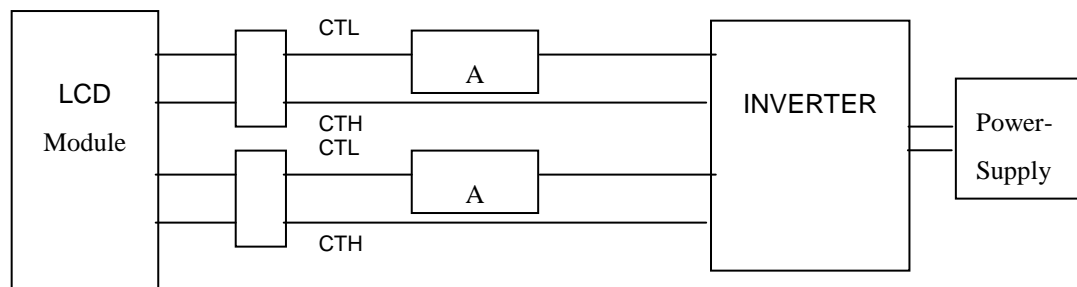 CTL
A
LCD
Module
CTH
INVERTER
Power-
Supply
CTL
A
CTH